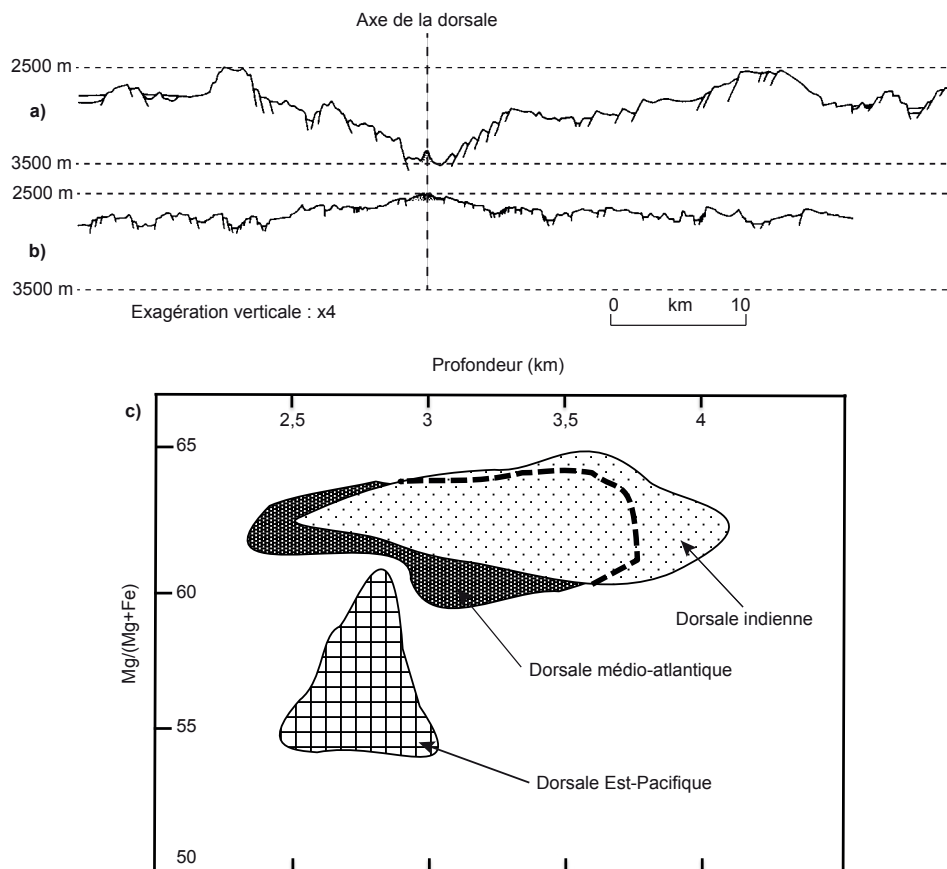 Axe de la dorsale
2500 m
a)
3500 m
2500 m
b)
3500 m
Exagération verticale : x4
0 km 10
Profondeur (km)
c)
2,5 3 3,5 4
65
60
55
50
Mg/(Mg+Fe)
Dorsale indienne
Dorsale médio-atlantique
Dorsale Est-Pacifique